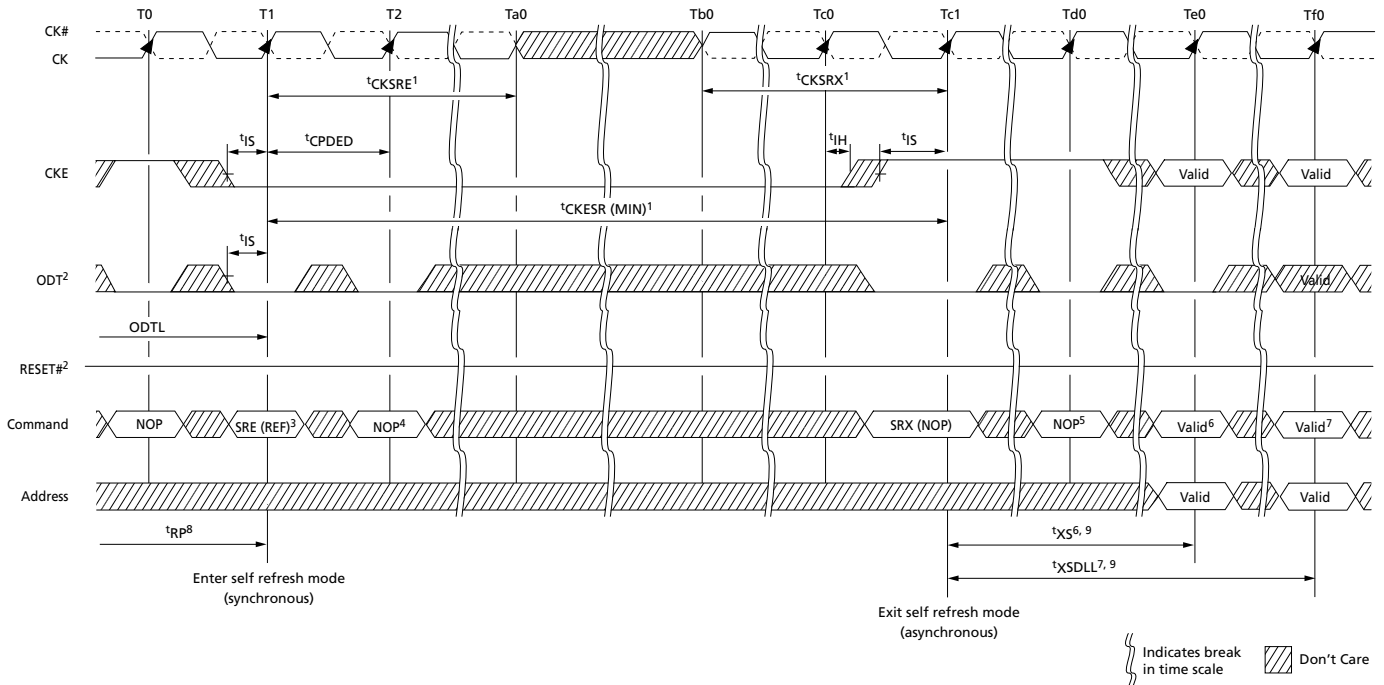 T0 T1 T2 Ta0 Tb0 Tc0 Tc1 Td0 Te0 Tf0
CK#
CK
tCKSRE1 tCKSRX1
tIS tCPDED tIH tIS
CKE Valid Valid
tCKESR (MIN)1
tIS
ODT2 Valid
ODTL
RESET#2
Command NOP SRE (REF)3 NOP4 SRX (NOP) NOP5 Valid6 Valid7
Address Valid Valid
tRP8 tXS6, 9
Enter self refresh mode
(synchronous)
tXSDLL7, 9
Exit self refresh mode
(asynchronous)
Indicates break
in time scale
Don't Care